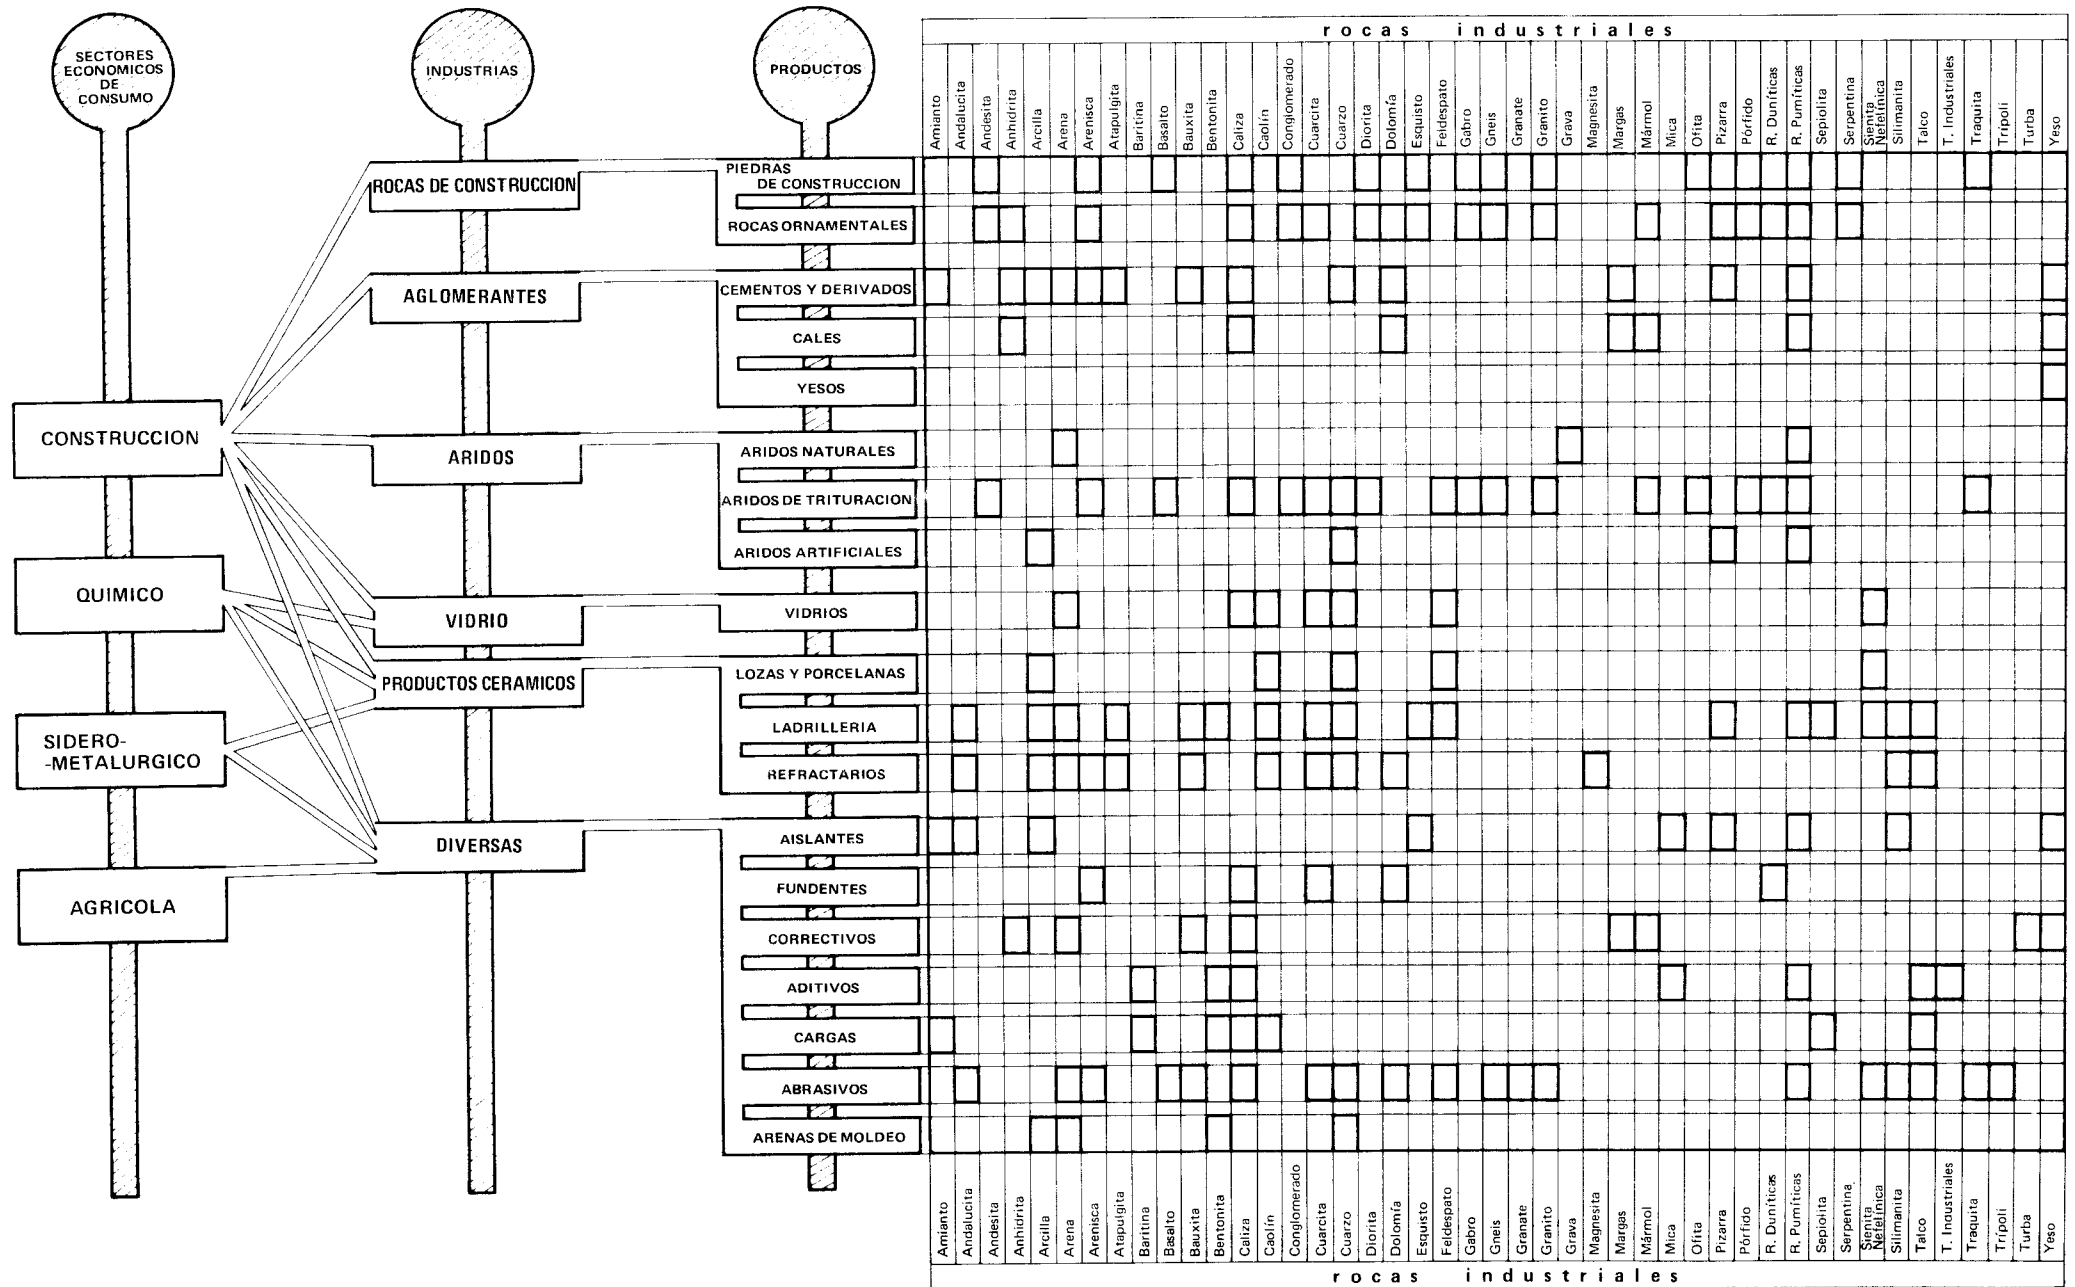 rocas industriales
SECTORES
ECONOMICOS
DE
CONSUMO
INDUSTRIAS
PRODUCTOS
Amianto
Andalucita
Andesita
Anhidrita
Arcilla
Arena
Arenisca
Atapulgita
Baritina
Basalto
Bauxita
Bentonita
Caliza
Caolín
Conglomerado
Cuarcita
Cuarzo
Diorita
Dolomía
Esquisto
Feldespato
Gabro
Gneis
Granate
Granito
Grava
Magnesita
Margas
Mármol
Mica
Ofita
Pizarra
Pórfido
R. Duníticas
R. Pumíticas
Sepiolita
Serpentina
Sienita
Nefelínica
Silimanita
Talco
T. Industriales
Traquita
Trípoli
Turba
Yeso
ROCAS DE CONSTRUCCION
PIEDRAS
DE CONSTRUCCION
ROCAS ORNAMENTALES
AGLOMERANTES
CEMENTOS Y DERIVADOS
CALES
YESOS
CONSTRUCCION
ARIDOS
ARIDOS NATURALES
ARIDOS DE TRITURACION
ARIDOS ARTIFICIALES
QUIMICO
VIDRIO
VIDRIOS
PRODUCTOS CERAMICOS
LOZAS Y PORCELANAS
LADRILLERIA
REFRACTARIOS
SIDERO-
-METALURGICO
DIVERSAS
AISLANTES
FUNDENTES
AGRICOLA
CORRECTIVOS
ADITIVOS
CARGAS
ABRASIVOS
ARENAS DE MOLDEO
Amianto
Andalucita
Andesita
Anhidrita
Arcilla
Arena
Arenisca
Atapulgita
Baritina
Basalto
Bauxita
Bentonita
Caliza
Caolín
Conglomerado
Cuarcita
Cuarzo
Diorita
Dolomía
Esquisto
Feldespato
Gabro
Gneis
Granate
Granito
Grava
Magnesita
Margas
Mármol
Mica
Ofita
Pizarra
Pórfido
R. Duníticas
R. Pumíticas
Sepiolita
Serpentina
Sienita
Nefelínica
Silimanita
Talco
T. Industriales
Traquita
Trípoli
Turba
Yeso
rocas industriales